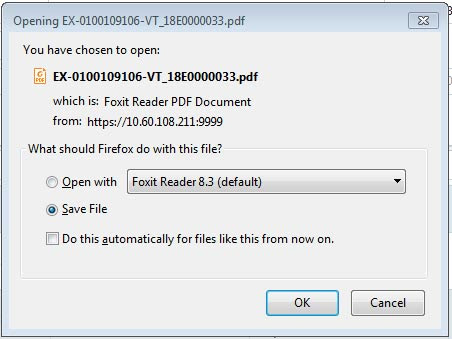 Opening EX-0100109106-VT_18E0000033.pdf
You have chosen to open:
EX-0100109106-VT_18E0000033.pdf
which is: Foxit Reader PDF Document
from: https://10.60.108.211:9999
What should Firefox do with this file?
Open with Foxit Reader 8.3 (default)
Save File
Do this automatically for files like this from now on.
OK Cancel